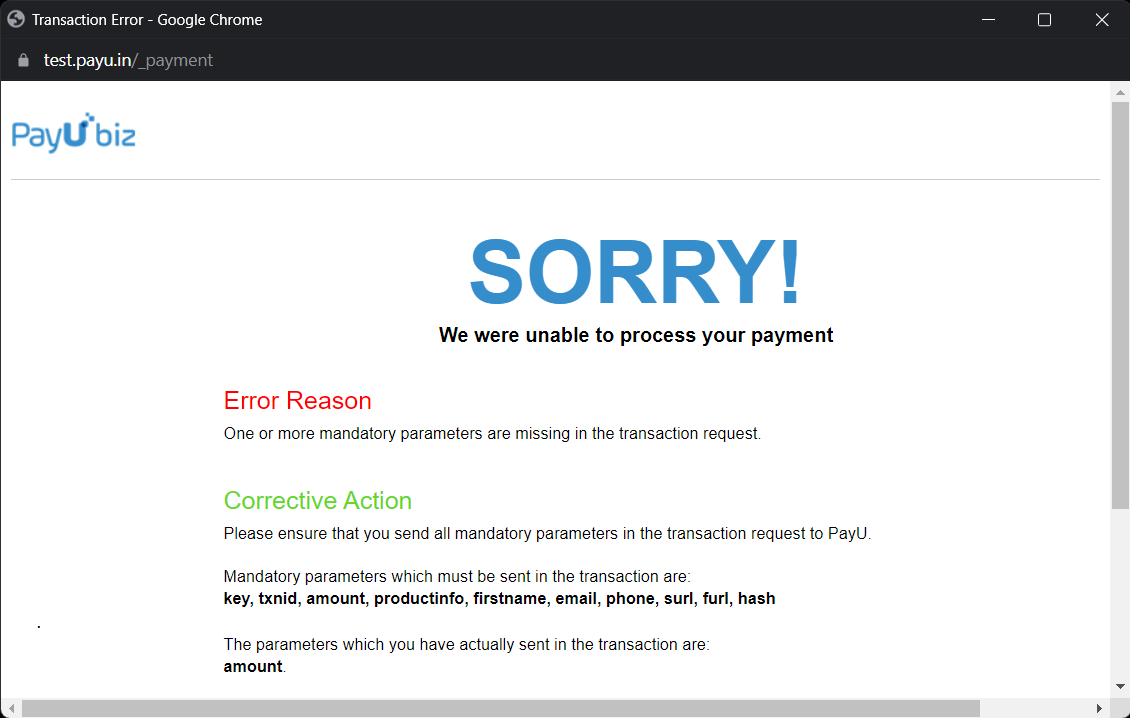 Transaction Error - Google Chrome
test.payu.in/_payment
PayUbiz
SORRY!
We were unable to process your payment
Error Reason
One or more mandatory parameters are missing in the transaction request.
Corrective Action
Please ensure that you send all mandatory parameters in the transaction request to PayU.
Mandatory parameters which must be sent in the transaction are:
key, txnid, amount, productinfo, firstname, email, phone, surl, furl, hash
.
The parameters which you have actually sent in the transaction are:
amount.